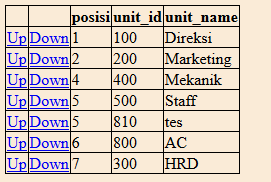 posisi unit_id unit_name
Up Down 1 100 Direksi
Up Down 2 200 Marketing
Up Down 4 400 Mekanik
Up Down 5 500 Staff
Up Down 5 810 tes
Up Down 6 800 AC
Up Down 7 300 HRD